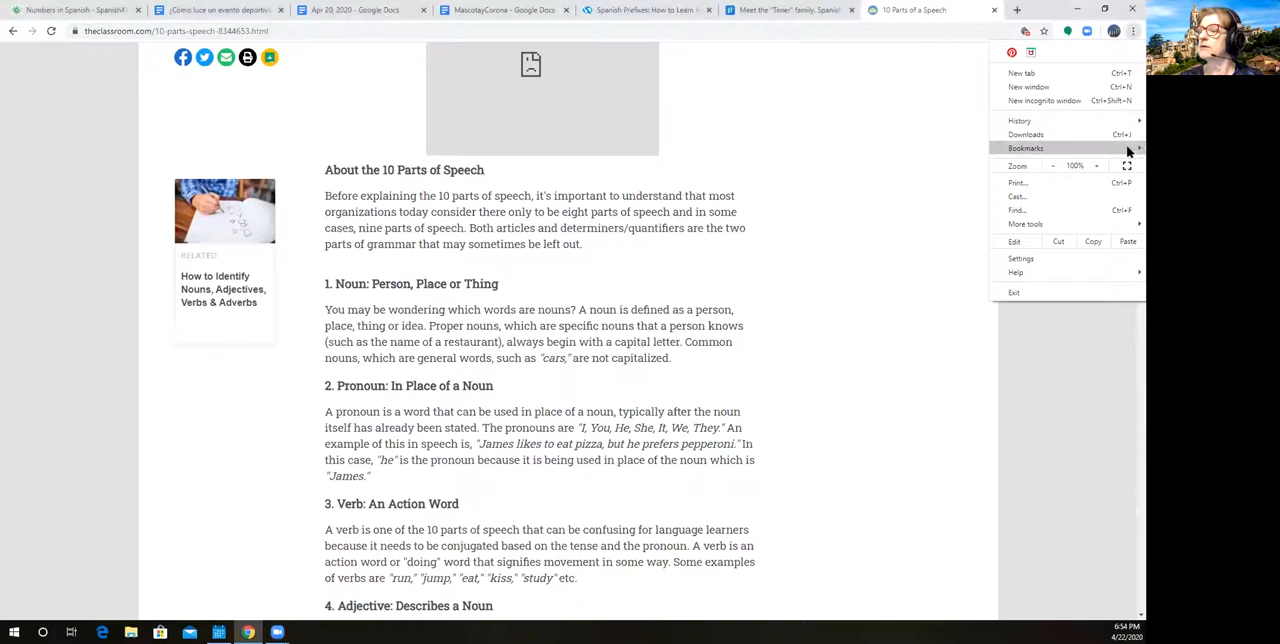 Numbers in Spanish - Spanish4!
¿Cómo luce un evento deportiv
Apr 20, 2020 - Google Docs
MascotayCorona - Google Docs
Spanish Prefixes: How to Learn
Meet the "Tener" family. Spanish
10 Parts of a Speech
theclassroom.com/10-parts-speech-8344653.html
New tab Ctrl+T
New window Ctrl+N
New incognito window Ctrl+Shift+N
History
Downloads Ctrl+J
Bookmarks
Zoom - 100% +
Print... Ctrl+P
Cast...
Find... Ctrl+F
More tools
Edit Cut Copy Paste
Settings
Help
Exit
About the 10 Parts of Speech
Before explaining the 10 parts of speech, it's important to understand that most
organizations today consider there only to be eight parts of speech and in some
cases, nine parts of speech. Both articles and determiners/quantifiers are the two
parts of grammar that may sometimes be left out.
RELATED
How to Identify
Nouns, Adjectives,
Verbs & Adverbs
1. Noun: Person, Place or Thing
You may be wondering which words are nouns? A noun is defined as a person,
place, thing or idea. Proper nouns, which are specific nouns that a person knows
(such as the name of a restaurant), always begin with a capital letter. Common
nouns, which are general words, such as "cars," are not capitalized.
2. Pronoun: In Place of a Noun
A pronoun is a word that can be used in place of a noun, typically after the noun
itself has already been stated. The pronouns are "I, You, He, She, It, We, They." An
example of this in speech is, "James likes to eat pizza, but he prefers pepperoni." In
this case, "he" is the pronoun because it is being used in place of the noun which is
"James."
3. Verb: An Action Word
A verb is one of the 10 parts of speech that can be confusing for language learners
because it needs to be conjugated based on the tense and the pronoun. A verb is an
action word or "doing" word that signifies movement in some way. Some examples
of verbs are "run," "jump," "eat," "kiss," "study" etc.
4. Adjective: Describes a Noun
6:54 PM
4/22/2020